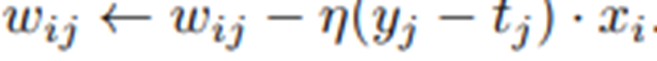 w_{ij} ← w_{ij} − η(y_j − t_j) · x_i.